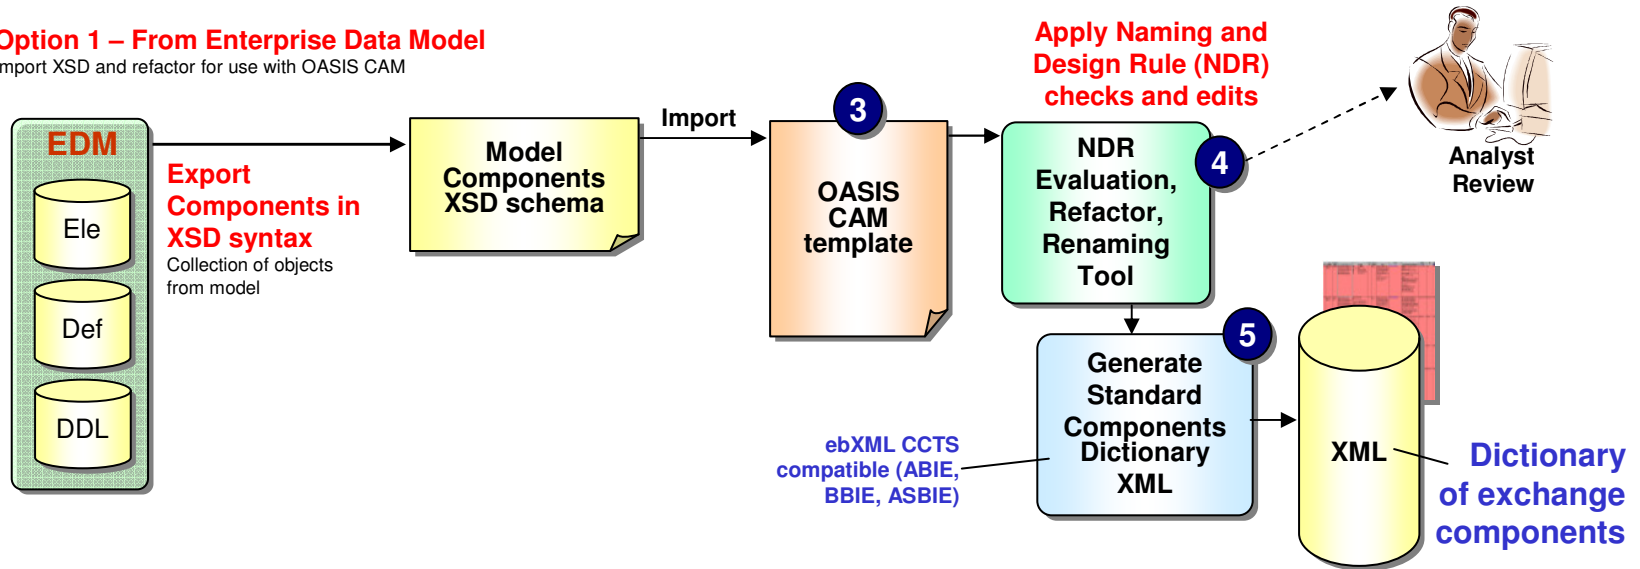 Option 1 – From Enterprise Data Model
Import XSD and refactor for use with OASIS CAM
EDM
Ele
Def
DDL
Export
Components in
XSD syntax
Collection of objects
from model
Model
Components
XSD schema
Import
3
OASIS
CAM
template
Apply Naming and
Design Rule (NDR)
checks and edits
NDR
Evaluation,
Refactor,
Renaming
Tool
4
Analyst
Review
5
Generate
Standard
Components
Dictionary
XML
ebXML CCTS
compatible (ABIE,
BBIE, ASBIE)
XML
Dictionary
of exchange
components